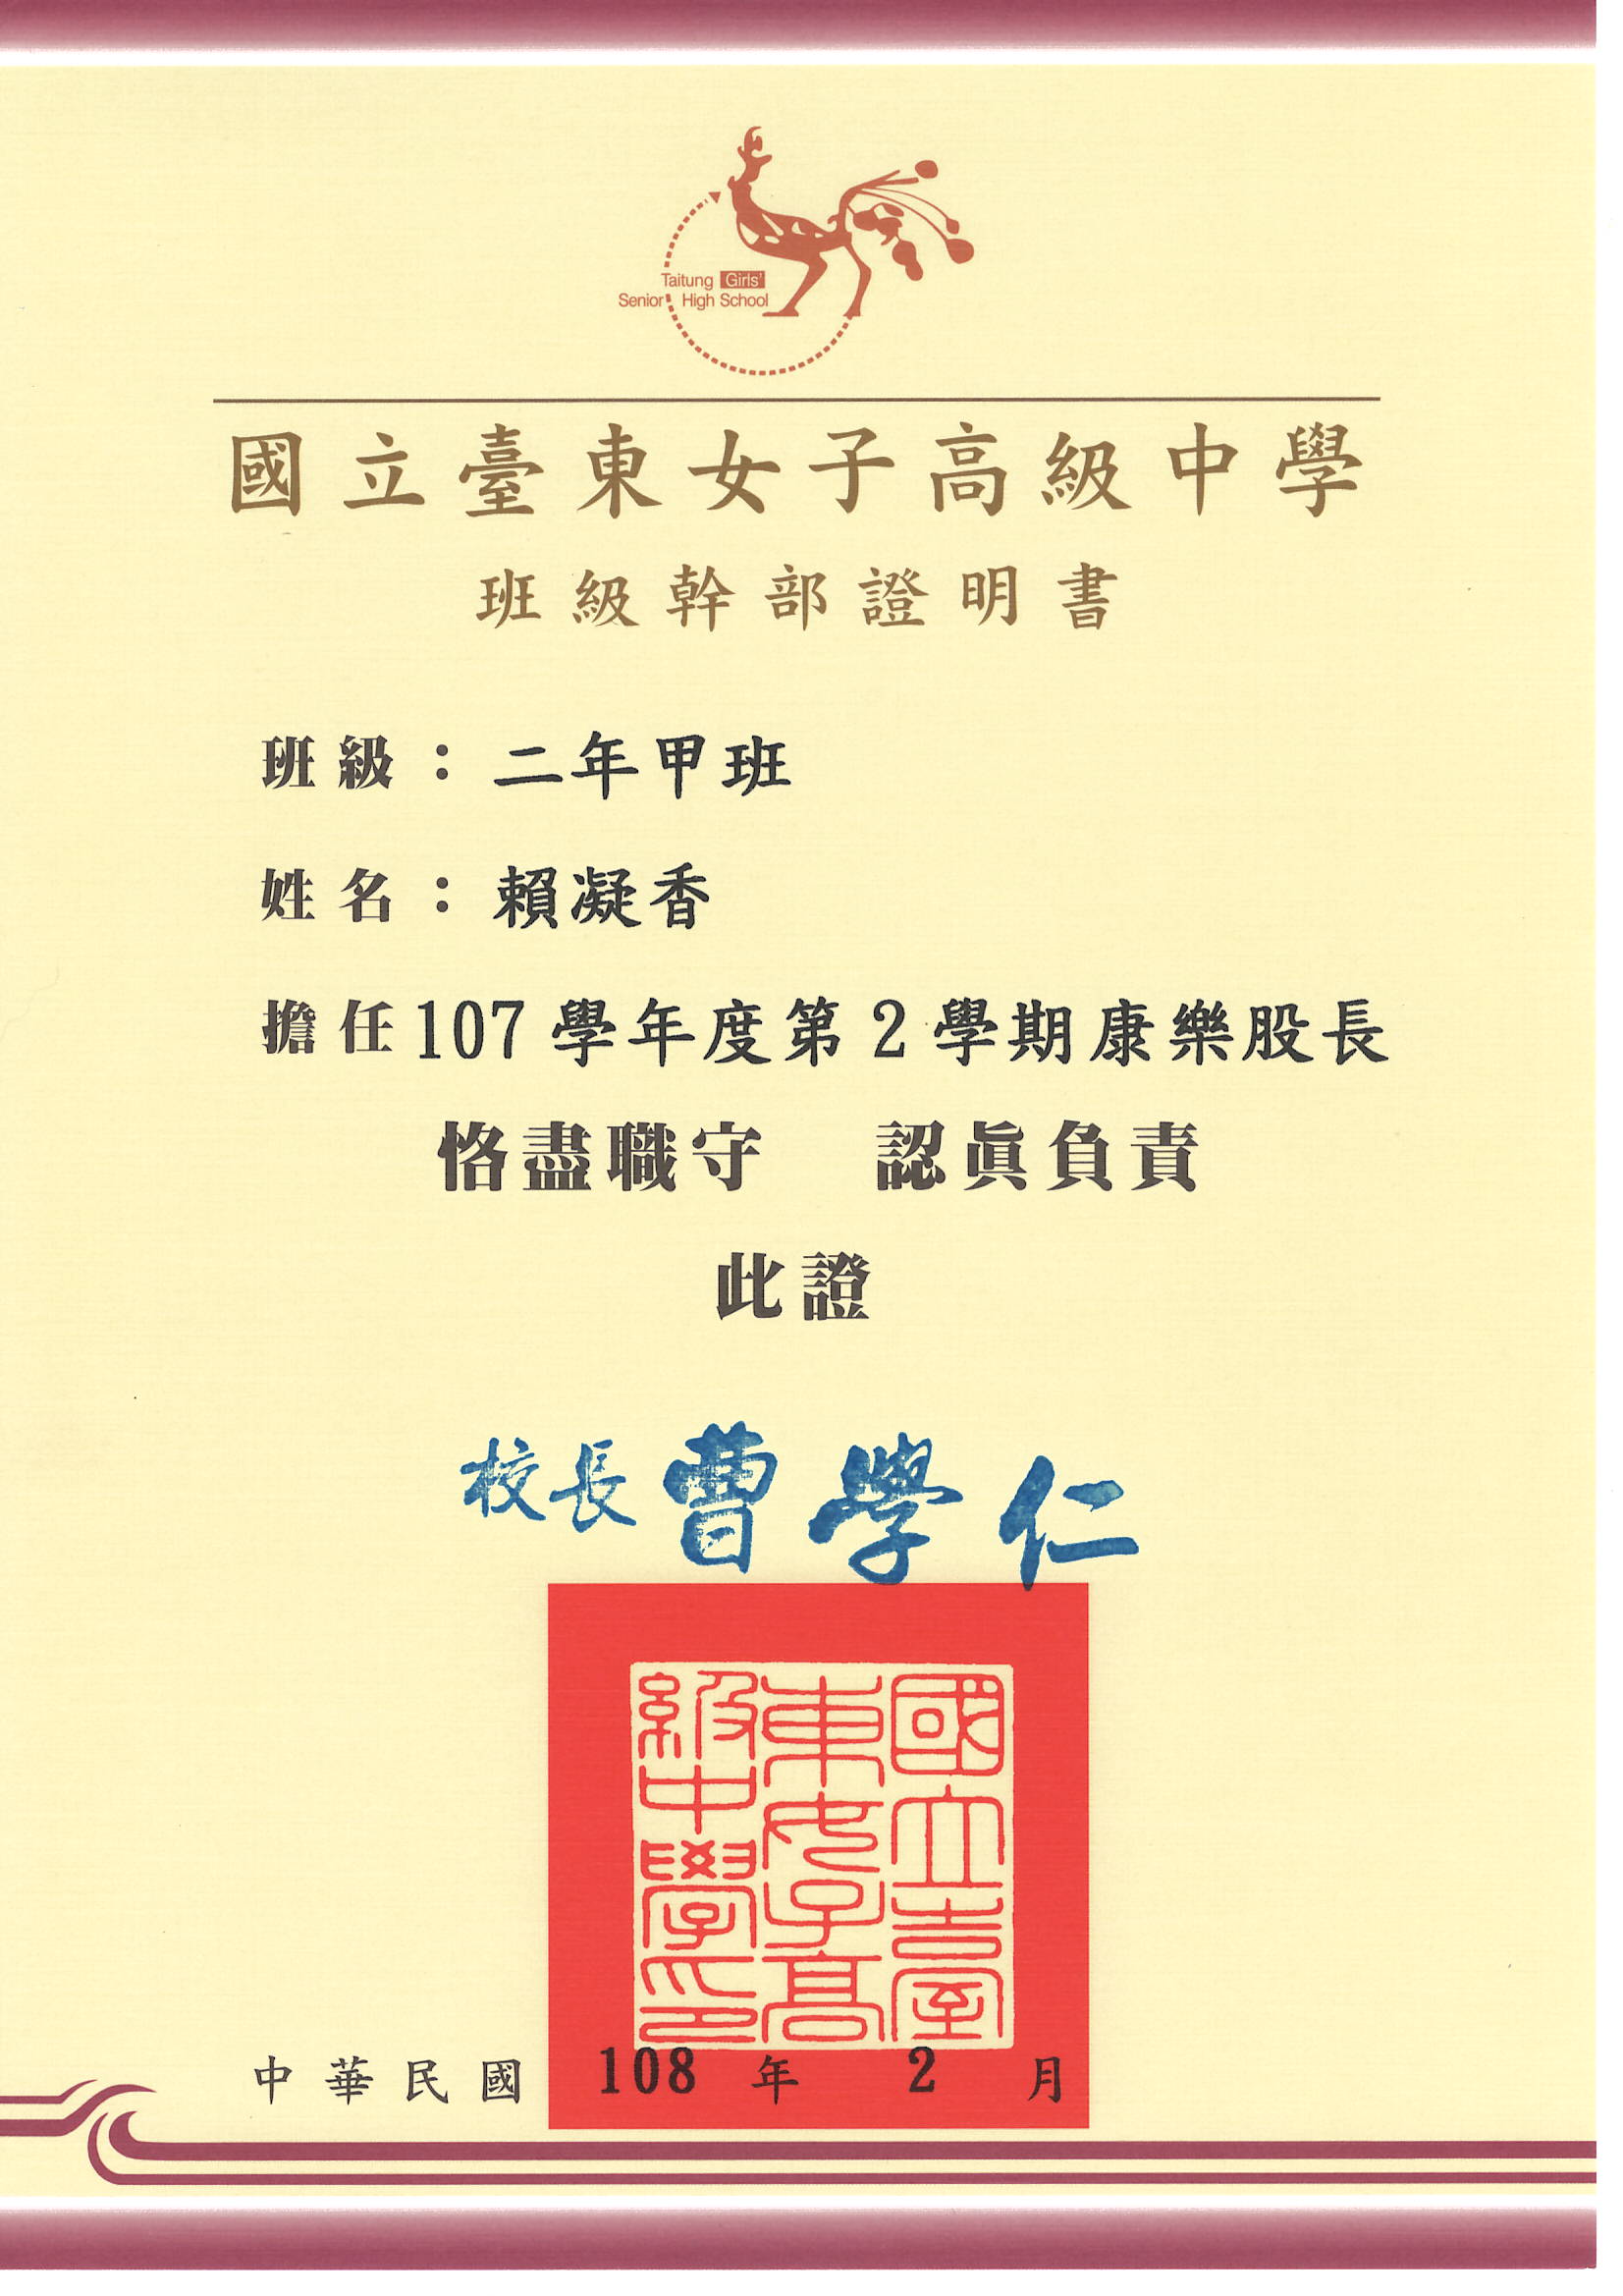 Taitung Girls'
Senior High School
國立臺東女子高級中學
班級幹部證明書
班級：二年甲班
姓名：賴凝香
擔任107學年度第2學期康樂股長
恪盡職守 認眞負責
此證
校長曹學仁
國立臺
東女子高
級中學印
中華民國 108 年 2 月